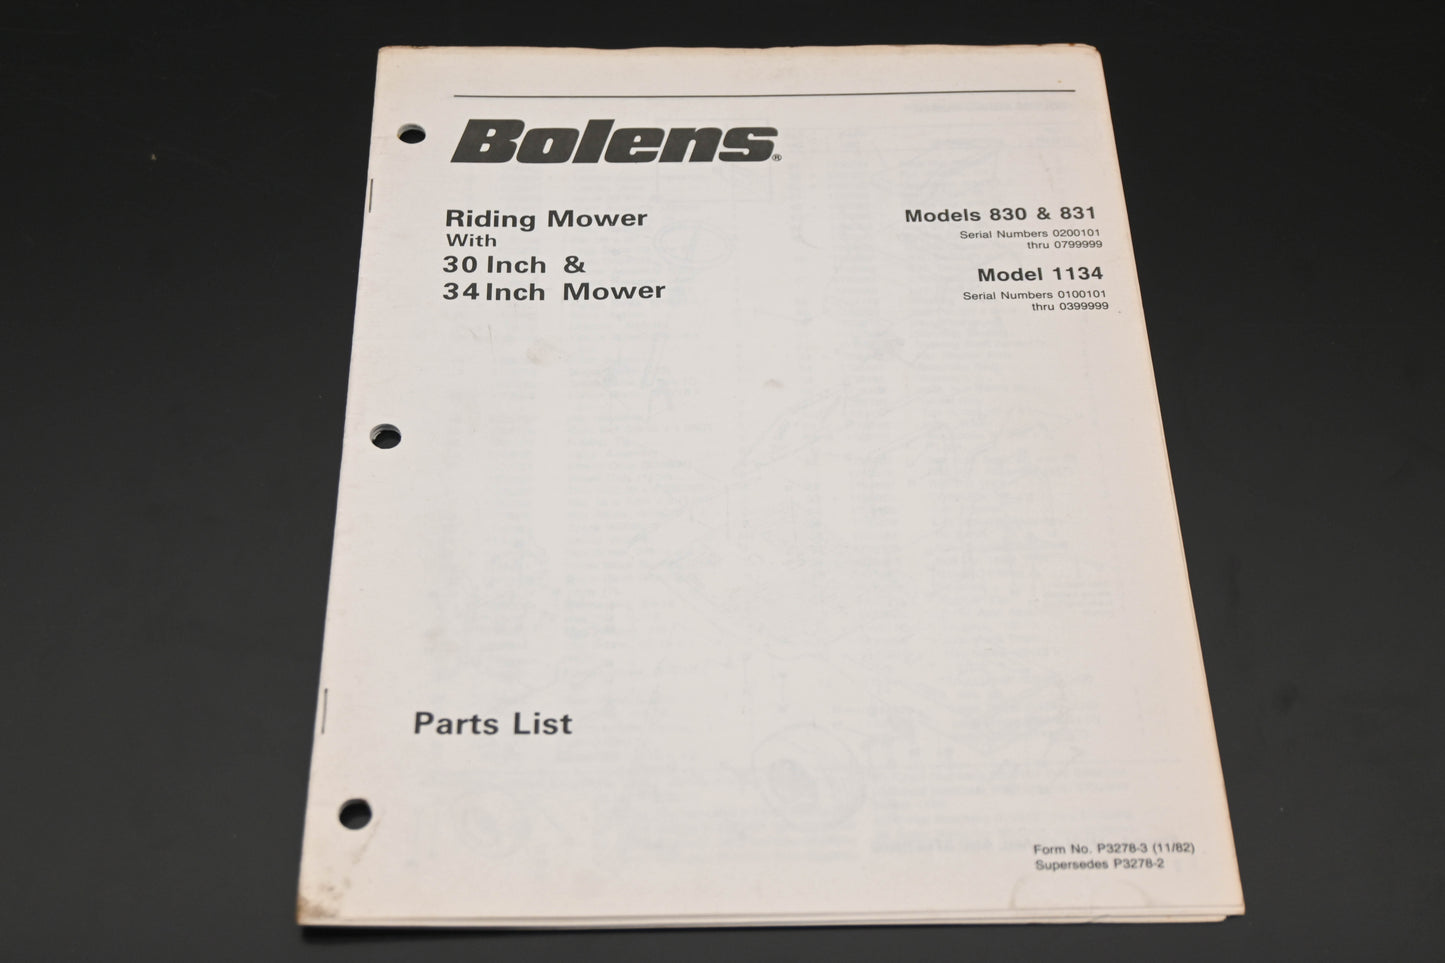 Bolens®
Riding Mower
With
30 Inch &
34 Inch Mower
Models 830 & 831
Serial Numbers 0200101
thru 0799999
Model 1134
Serial Numbers 0100101
thru 0399999
Parts List
Form No. P3278-3 (11/82)
Supersedes P3278-2